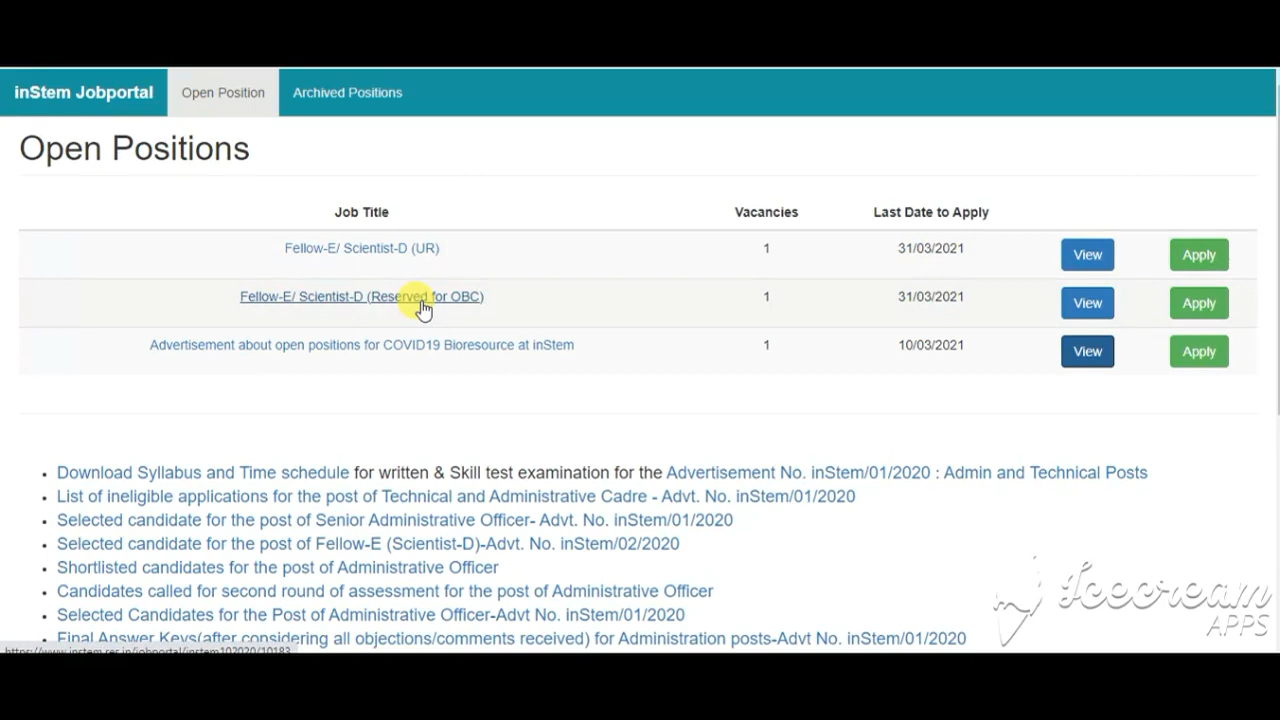 inStem Jobportal Open Position Archived Positions
Open Positions
Job Title Vacancies Last Date to Apply
Fellow-E/ Scientist-D (UR) 1 31/03/2021 View Apply
Fellow-E/ Scientist-D (Reserved for OBC) 1 31/03/2021 View Apply
Advertisement about open positions for COVID19 Bioresource at inStem 1 10/03/2021 View Apply
Download Syllabus and Time schedule for written & Skill test examination for the Advertisement No. inStem/01/2020 : Admin and Technical Posts
List of ineligible applications for the post of Technical and Administrative Cadre - Advt. No. inStem/01/2020
Selected candidate for the post of Senior Administrative Officer- Advt. No. inStem/01/2020
Selected candidate for the post of Fellow-E (Scientist-D)-Advt. No. inStem/02/2020
Shortlisted candidates for the post of Administrative Officer
Candidates called for second round of assessment for the post of Administrative Officer
Selected Candidates for the Post of Administrative Officer-Advt No. inStem/01/2020
Final Answer Keys(after considering all objections/comments received) for Administration posts-Advt No. inStem/01/2020
https://www.instem.res.in/jobportal/instem102020/10183
Icecream
APPS